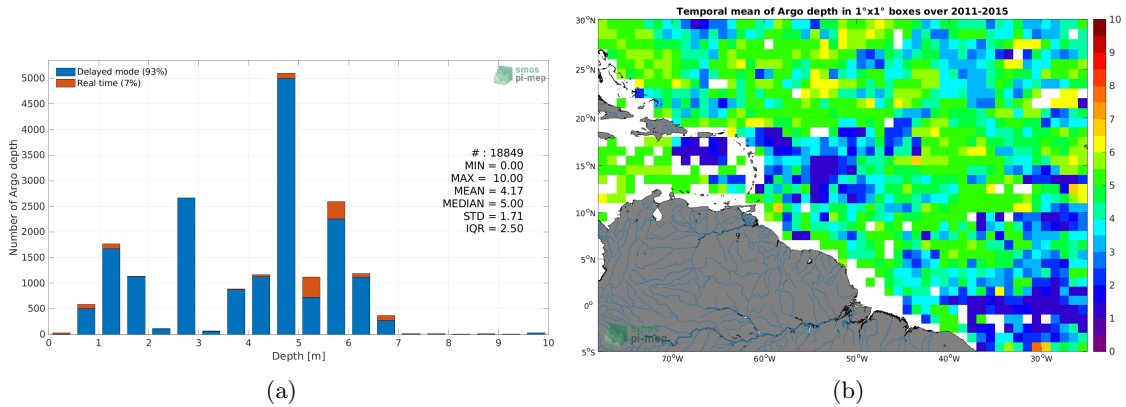 Delayed mode (93%)
Real time (7%)
smos
pi-mep
# : 18849
MIN = 0.00
MAX = 10.00
MEAN = 4.17
MEDIAN = 5.00
STD = 1.71
IQR = 2.50
Number of Argo depth
5000
4500
4000
3500
3000
2500
2000
1500
1000
500
0
0 1 2 3 4 5 6 7 8 9 10
Depth [m]
(a)
Temporal mean of Argo depth in 1°x1° boxes over 2011-2015
30°N
25°N
20°N
15°N
10°N
5°N
0°
5°S
70°W 60°W 50°W 40°W 30°W
smos
pi-mep
10
9
8
7
6
5
4
3
2
1
0
(b)